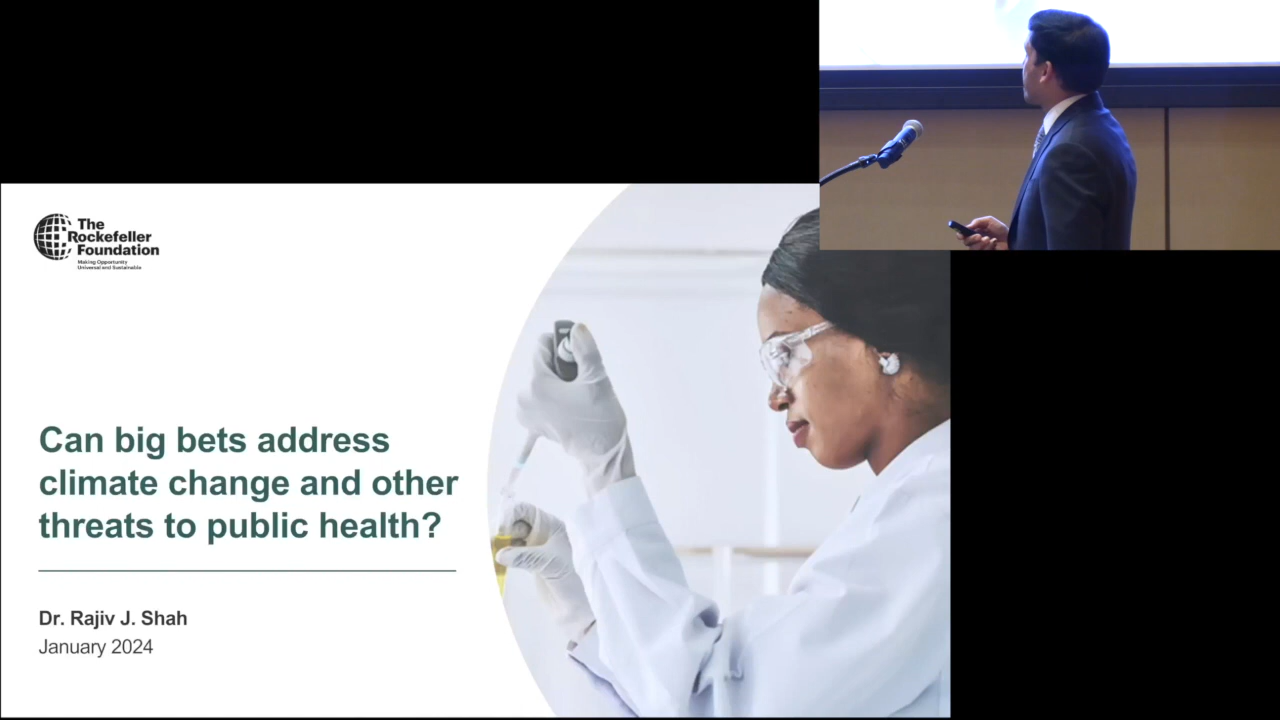 The
Rockefeller
Foundation
Making Opportunity
Universal and Sustainable
Can big bets address
climate change and other
threats to public health?
Dr. Rajiv J. Shah
January 2024